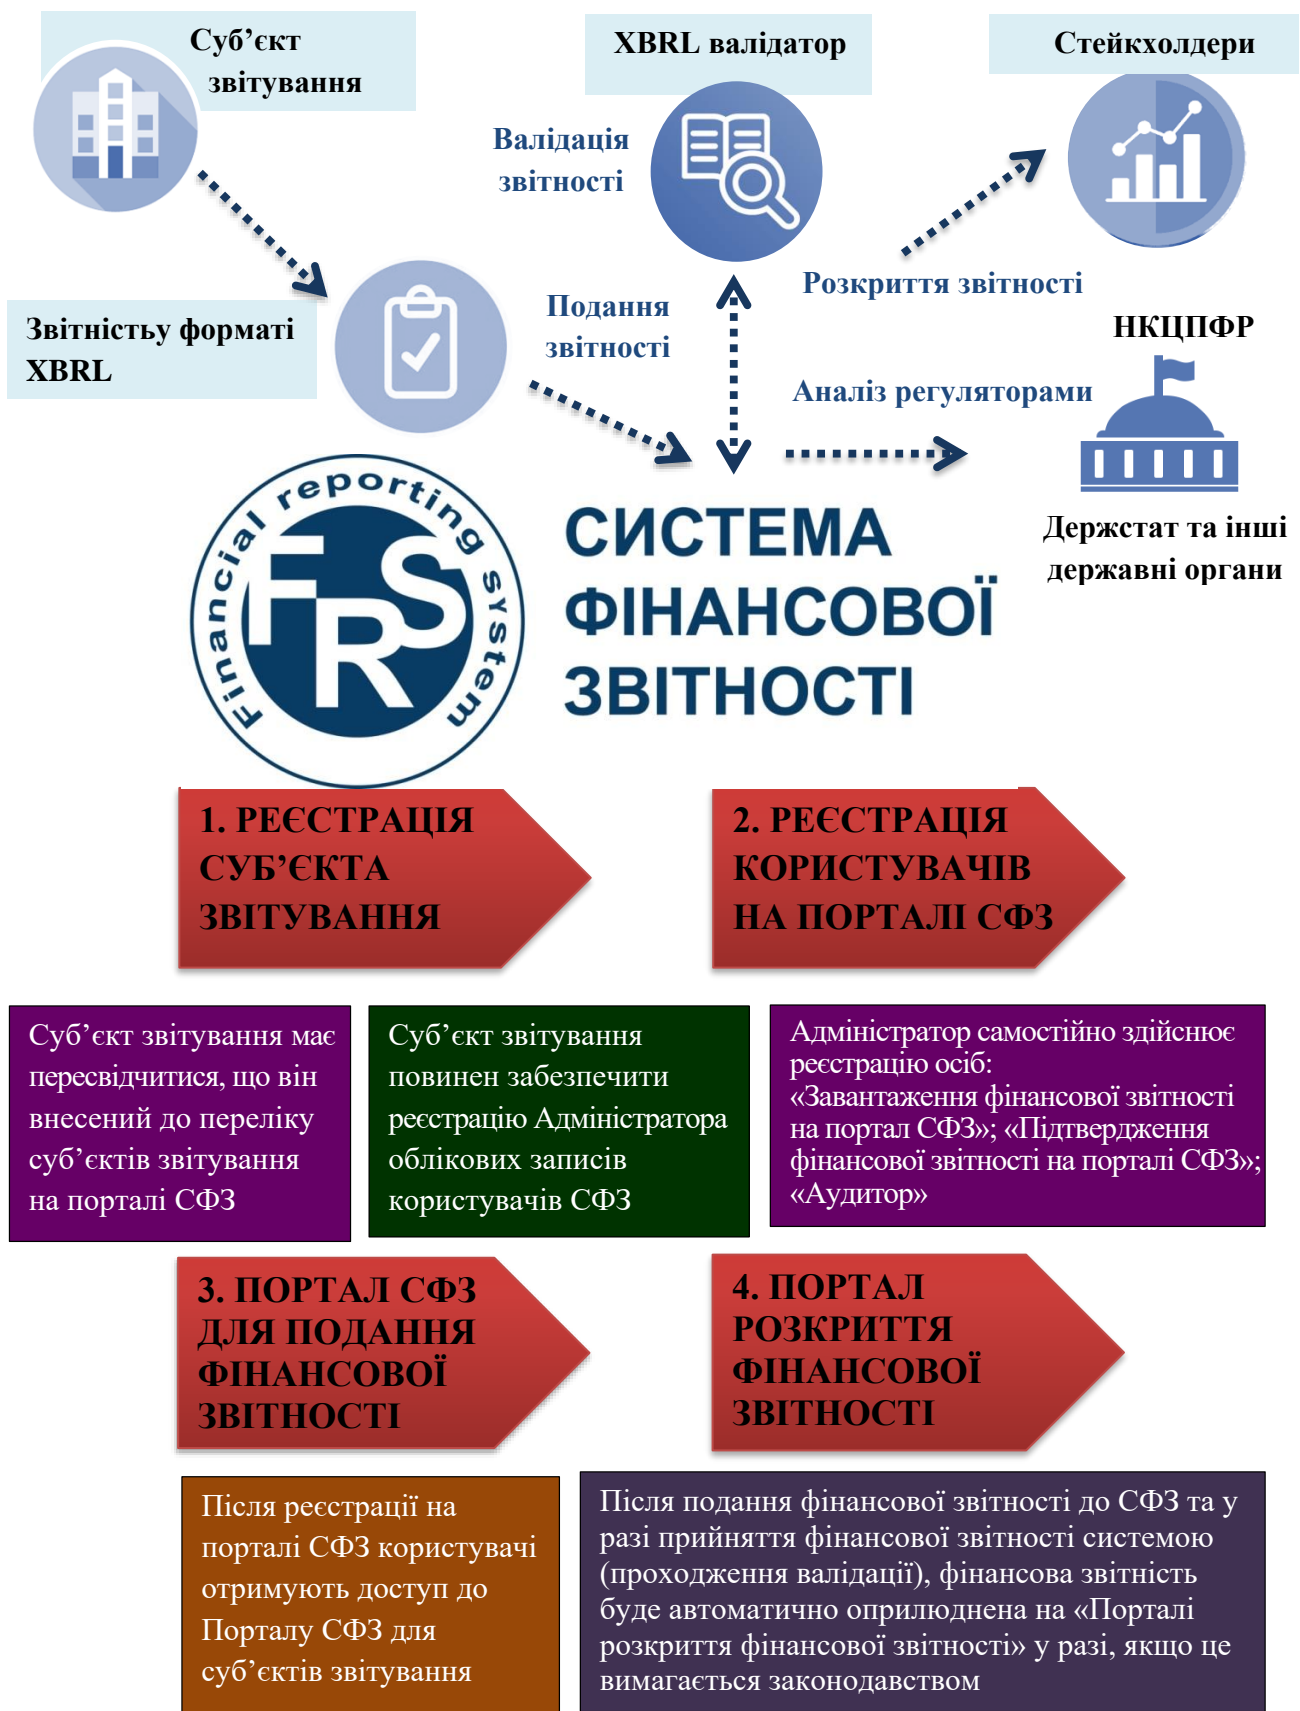 Суб’єкт
звітування
XBRL валідатор
Стейкхолдери
Валідація
звітності
Розкриття звітності
Звітністьу форматі
XBRL
Подання
звітності
НКЦПФР
Аналіз регуляторами
Держстат та інші
державні органи
Financial reporting system
FRS
СИСТЕМА
ФІНАНСОВОЇ
ЗВІТНОСТІ
1. РЕЄСТРАЦІЯ
СУБ’ЄКТА
ЗВІТУВАННЯ
2. РЕЄСТРАЦІЯ
КОРИСТУВАЧІВ
НА ПОРТАЛІ СФЗ
Суб’єкт звітування має
пересвідчитися, що він
внесений до переліку
суб’єктів звітування
на порталі СФЗ
Суб’єкт звітування
повинен забезпечити
реєстрацію Адміністратора
облікових записів
користувачів СФЗ
Адміністратор самостійно здійснює
реєстрацію осіб:
«Завантаження фінансової звітності
на портал СФЗ»; «Підтвердження
фінансової звітності на порталі СФЗ»;
«Аудитор»
3. ПОРТАЛ СФЗ
ДЛЯ ПОДАННЯ
ФІНАНСОВОЇ
ЗВІТНОСТІ
4. ПОРТАЛ
РОЗКРИТТЯ
ФІНАНСОВОЇ
ЗВІТНОСТІ
Після реєстрації на
порталі СФЗ користувачі
отримують доступ до
Порталу СФЗ для
суб’єктів звітування
Після подання фінансової звітності до СФЗ та у
разі прийняття фінансової звітності системою
(проходження валідації), фінансова звітність
буде автоматично оприлюднена на «Порталі
розкриття фінансової звітності» у разі, якщо це
вимагається законодавством